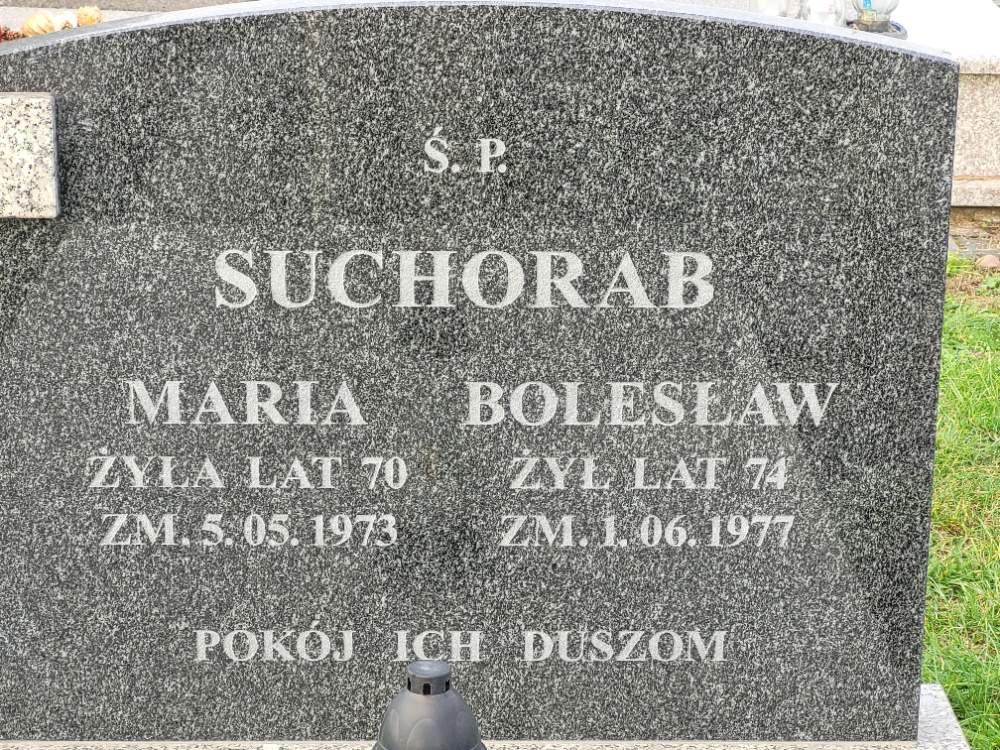 Ś. P.
SUCHORAB
MARIA BOLESŁAW
ŻYŁA LAT 70 ŻYŁ LAT 74
ZM. 5.05.1973 ZM. 1.06.1977
POKÓJ ICH DUSZOM